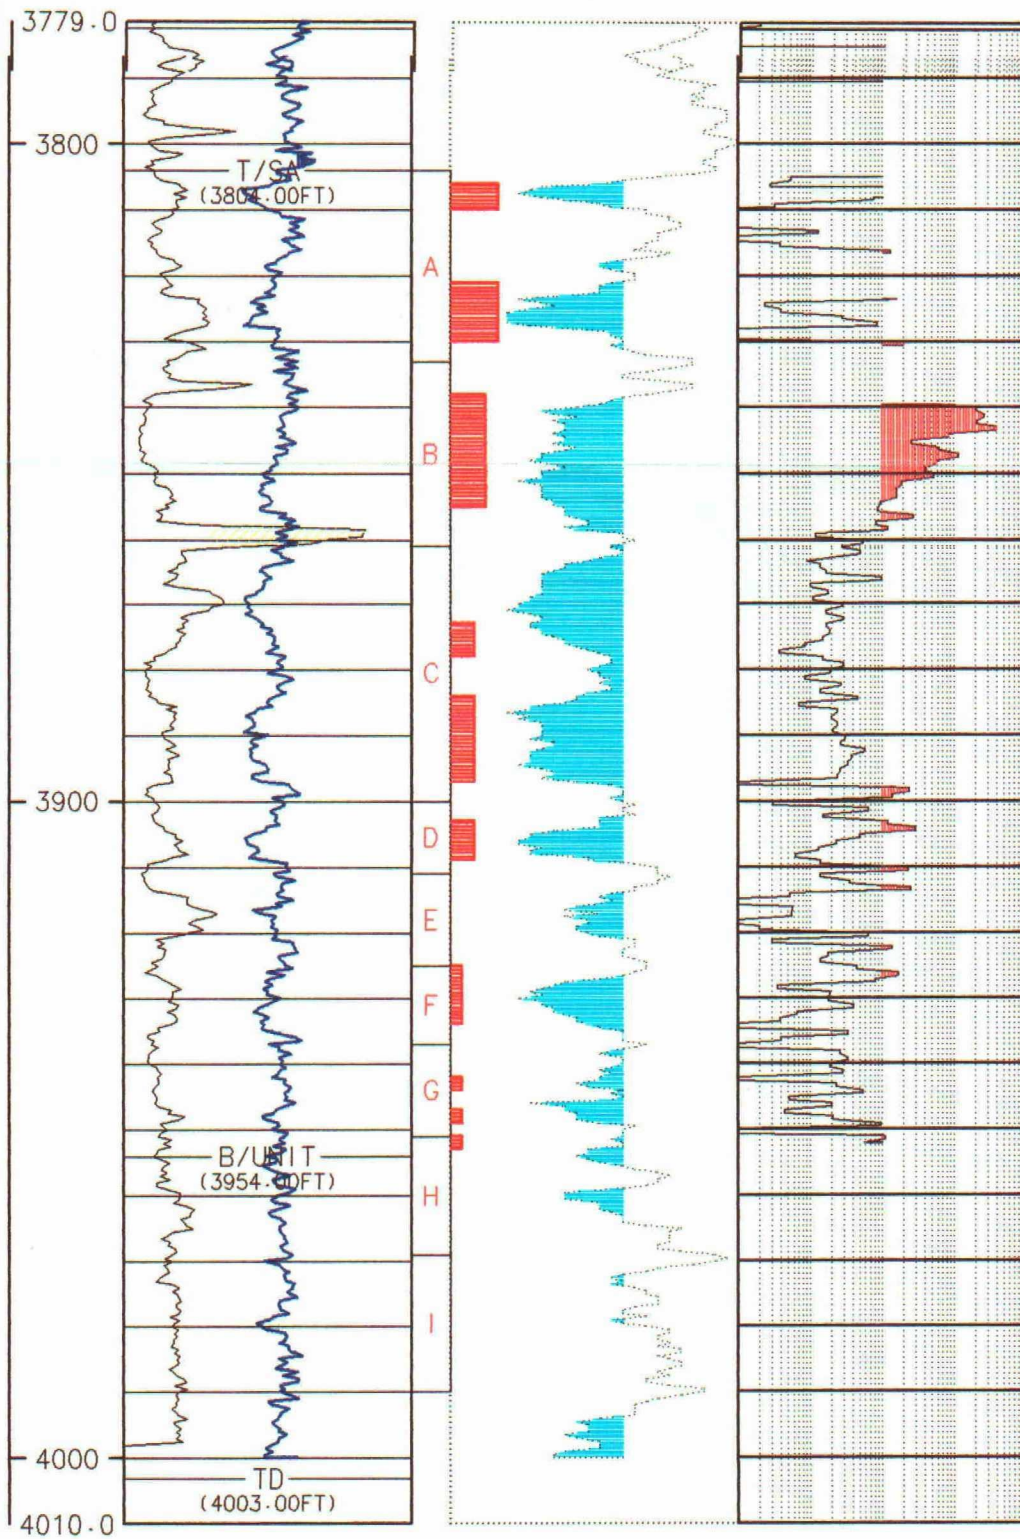 3779.0
3800
T/SA
(3804.00FT)
A
B
C
3900
D
E
F
G
B/UNIT
(3954.00FT)
H
I
4000
TD
(4003.00FT)
4010.0